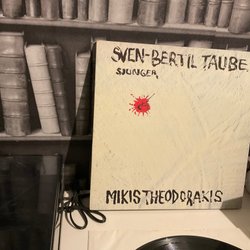 SVEN-BERTIL TAUBE
SJUNGER
MIKIS THEODORAKIS